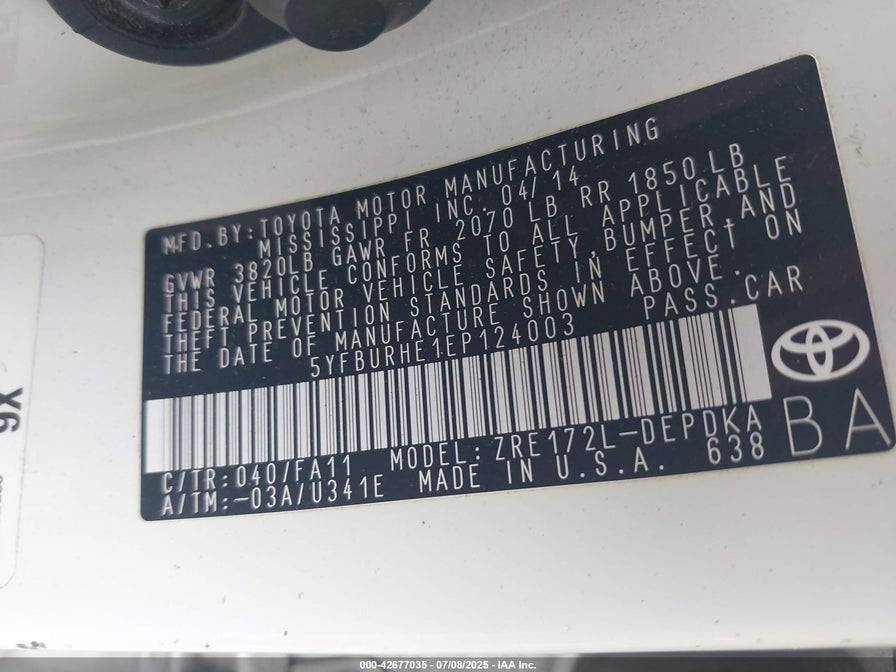 MFD. BY: TOYOTA MOTOR MANUFACTURING
MISSISSIPPI INC. 04/14
GVWR 3820LB GAWR FR 2070 LB RR 1850 LB
THIS VEHICLE CONFORMS TO ALL APPLICABLE
FEDERAL MOTOR VEHICLE SAFETY, BUMPER, AND
THEFT PREVENTION STANDARDS IN EFFECT ON
THE DATE OF MANUFACTURE SHOWN ABOVE.
5YFBURHE1EP124003 PASS. CAR
C/TR: 040/FA11 MODEL: ZRE172L-DEPDKA
A/TM: -03A/U341E MADE IN U.S.A. 638
BA
000-42677035 - 07/08/2025 - IAA Inc.